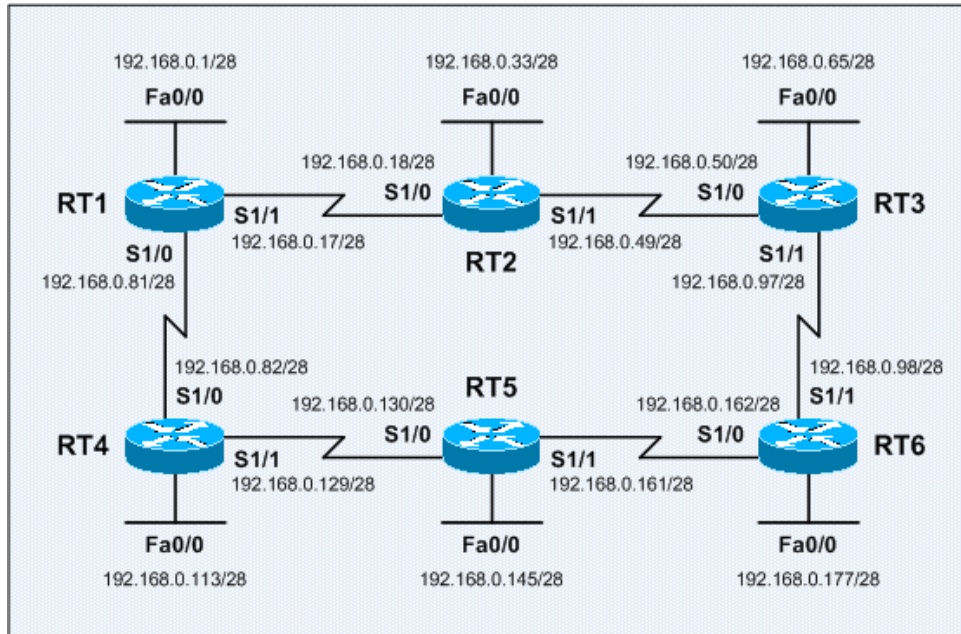 192.168.0.1/28
192.168.0.33/28
192.168.0.65/28
Fa0/0
Fa0/0
Fa0/0
192.168.0.18/28
192.168.0.50/28
RT1
S1/0
S1/0
RT3
S1/1
S1/1
192.168.0.17/28
192.168.0.49/28
S1/0
RT2
S1/1
192.168.0.81/28
192.168.0.97/28
192.168.0.82/28
192.168.0.98/28
S1/0
RT5
S1/1
192.168.0.130/28
192.168.0.162/28
RT4
S1/0
S1/0
RT6
S1/1
S1/1
192.168.0.129/28
192.168.0.161/28
Fa0/0
Fa0/0
Fa0/0
192.168.0.113/28
192.168.0.145/28
192.168.0.177/28